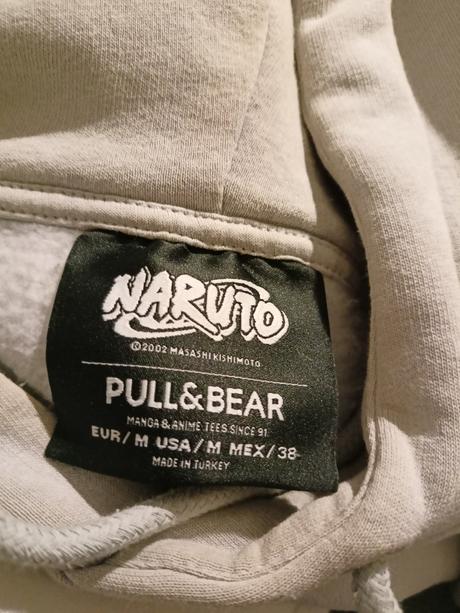 NARUTO
©2002 MASASHI KISHIMOTO
PULL&BEAR
MANGA & ANIME TEES SINCE 91
EUR/M USA/M MEX/38
MADE IN TURKEY